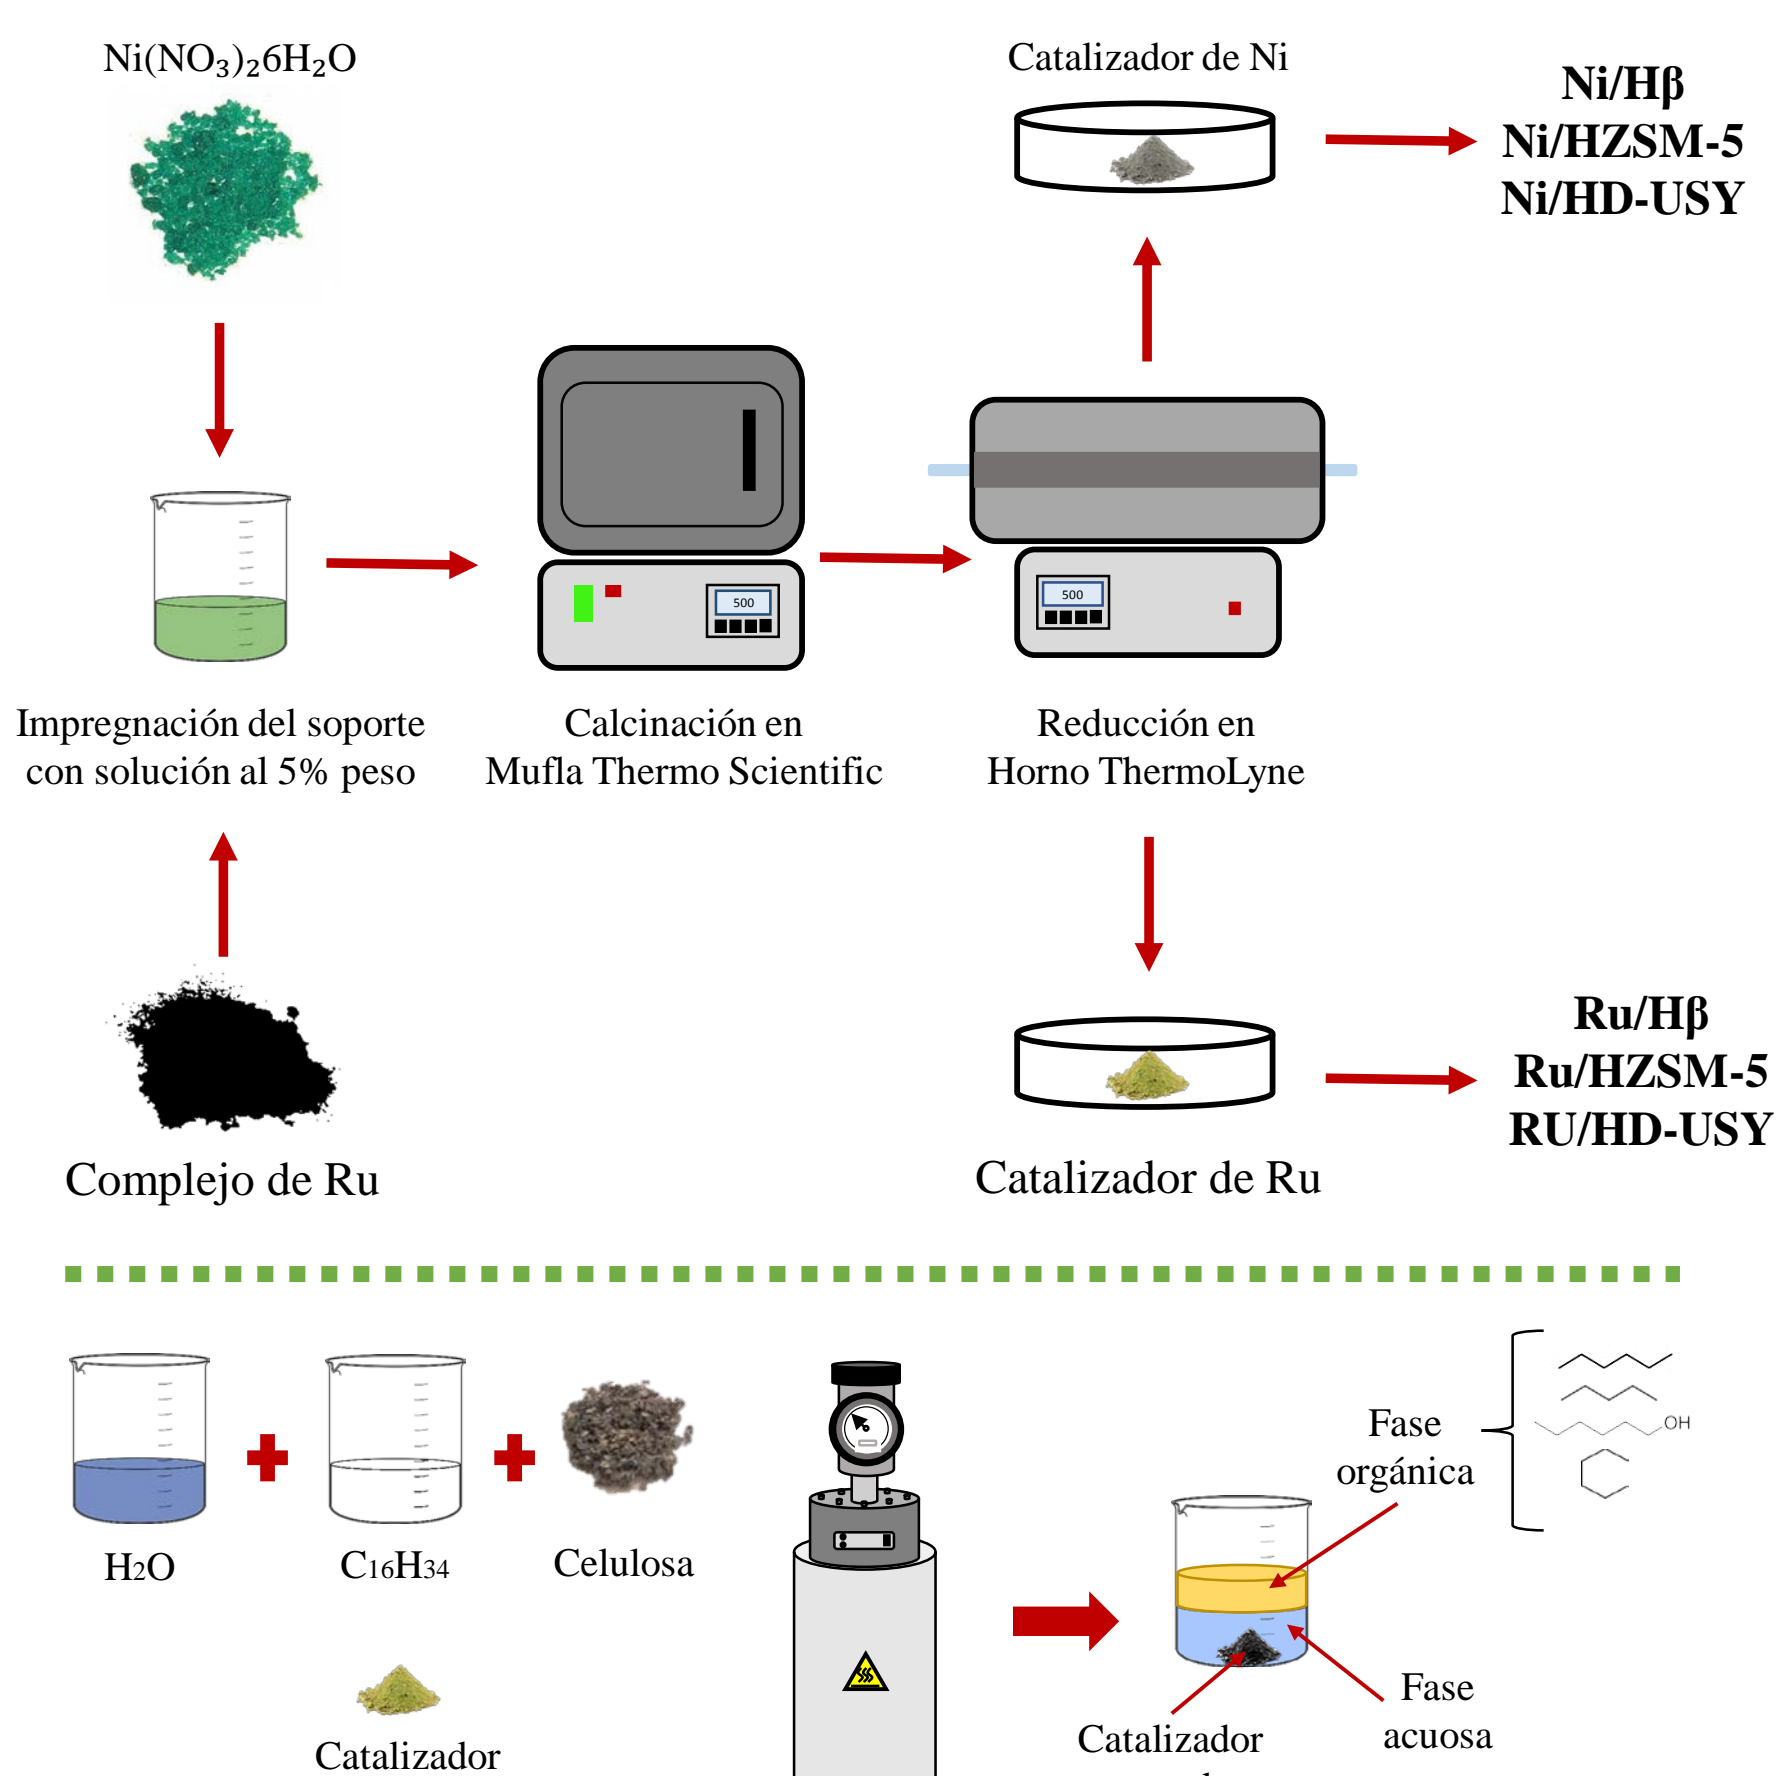 Ni(NO₃)₂6H₂O
Catalizador de Ni
Ni/Hβ
Ni/HZSM-5
Ni/HD-USY
500
500
Impregnación del soporte
con solución al 5% peso
Calcinación en
Mufla Thermo Scientific
Reducción en
Horno ThermoLyne
Complejo de Ru
Catalizador de Ru
Ru/Hβ
Ru/HZSM-5
RU/HD-USY
H₂O
C₁₆H₃₄
Celulosa
Catalizador
Fase
orgánica
OH
Fase
acuosa
Catalizador